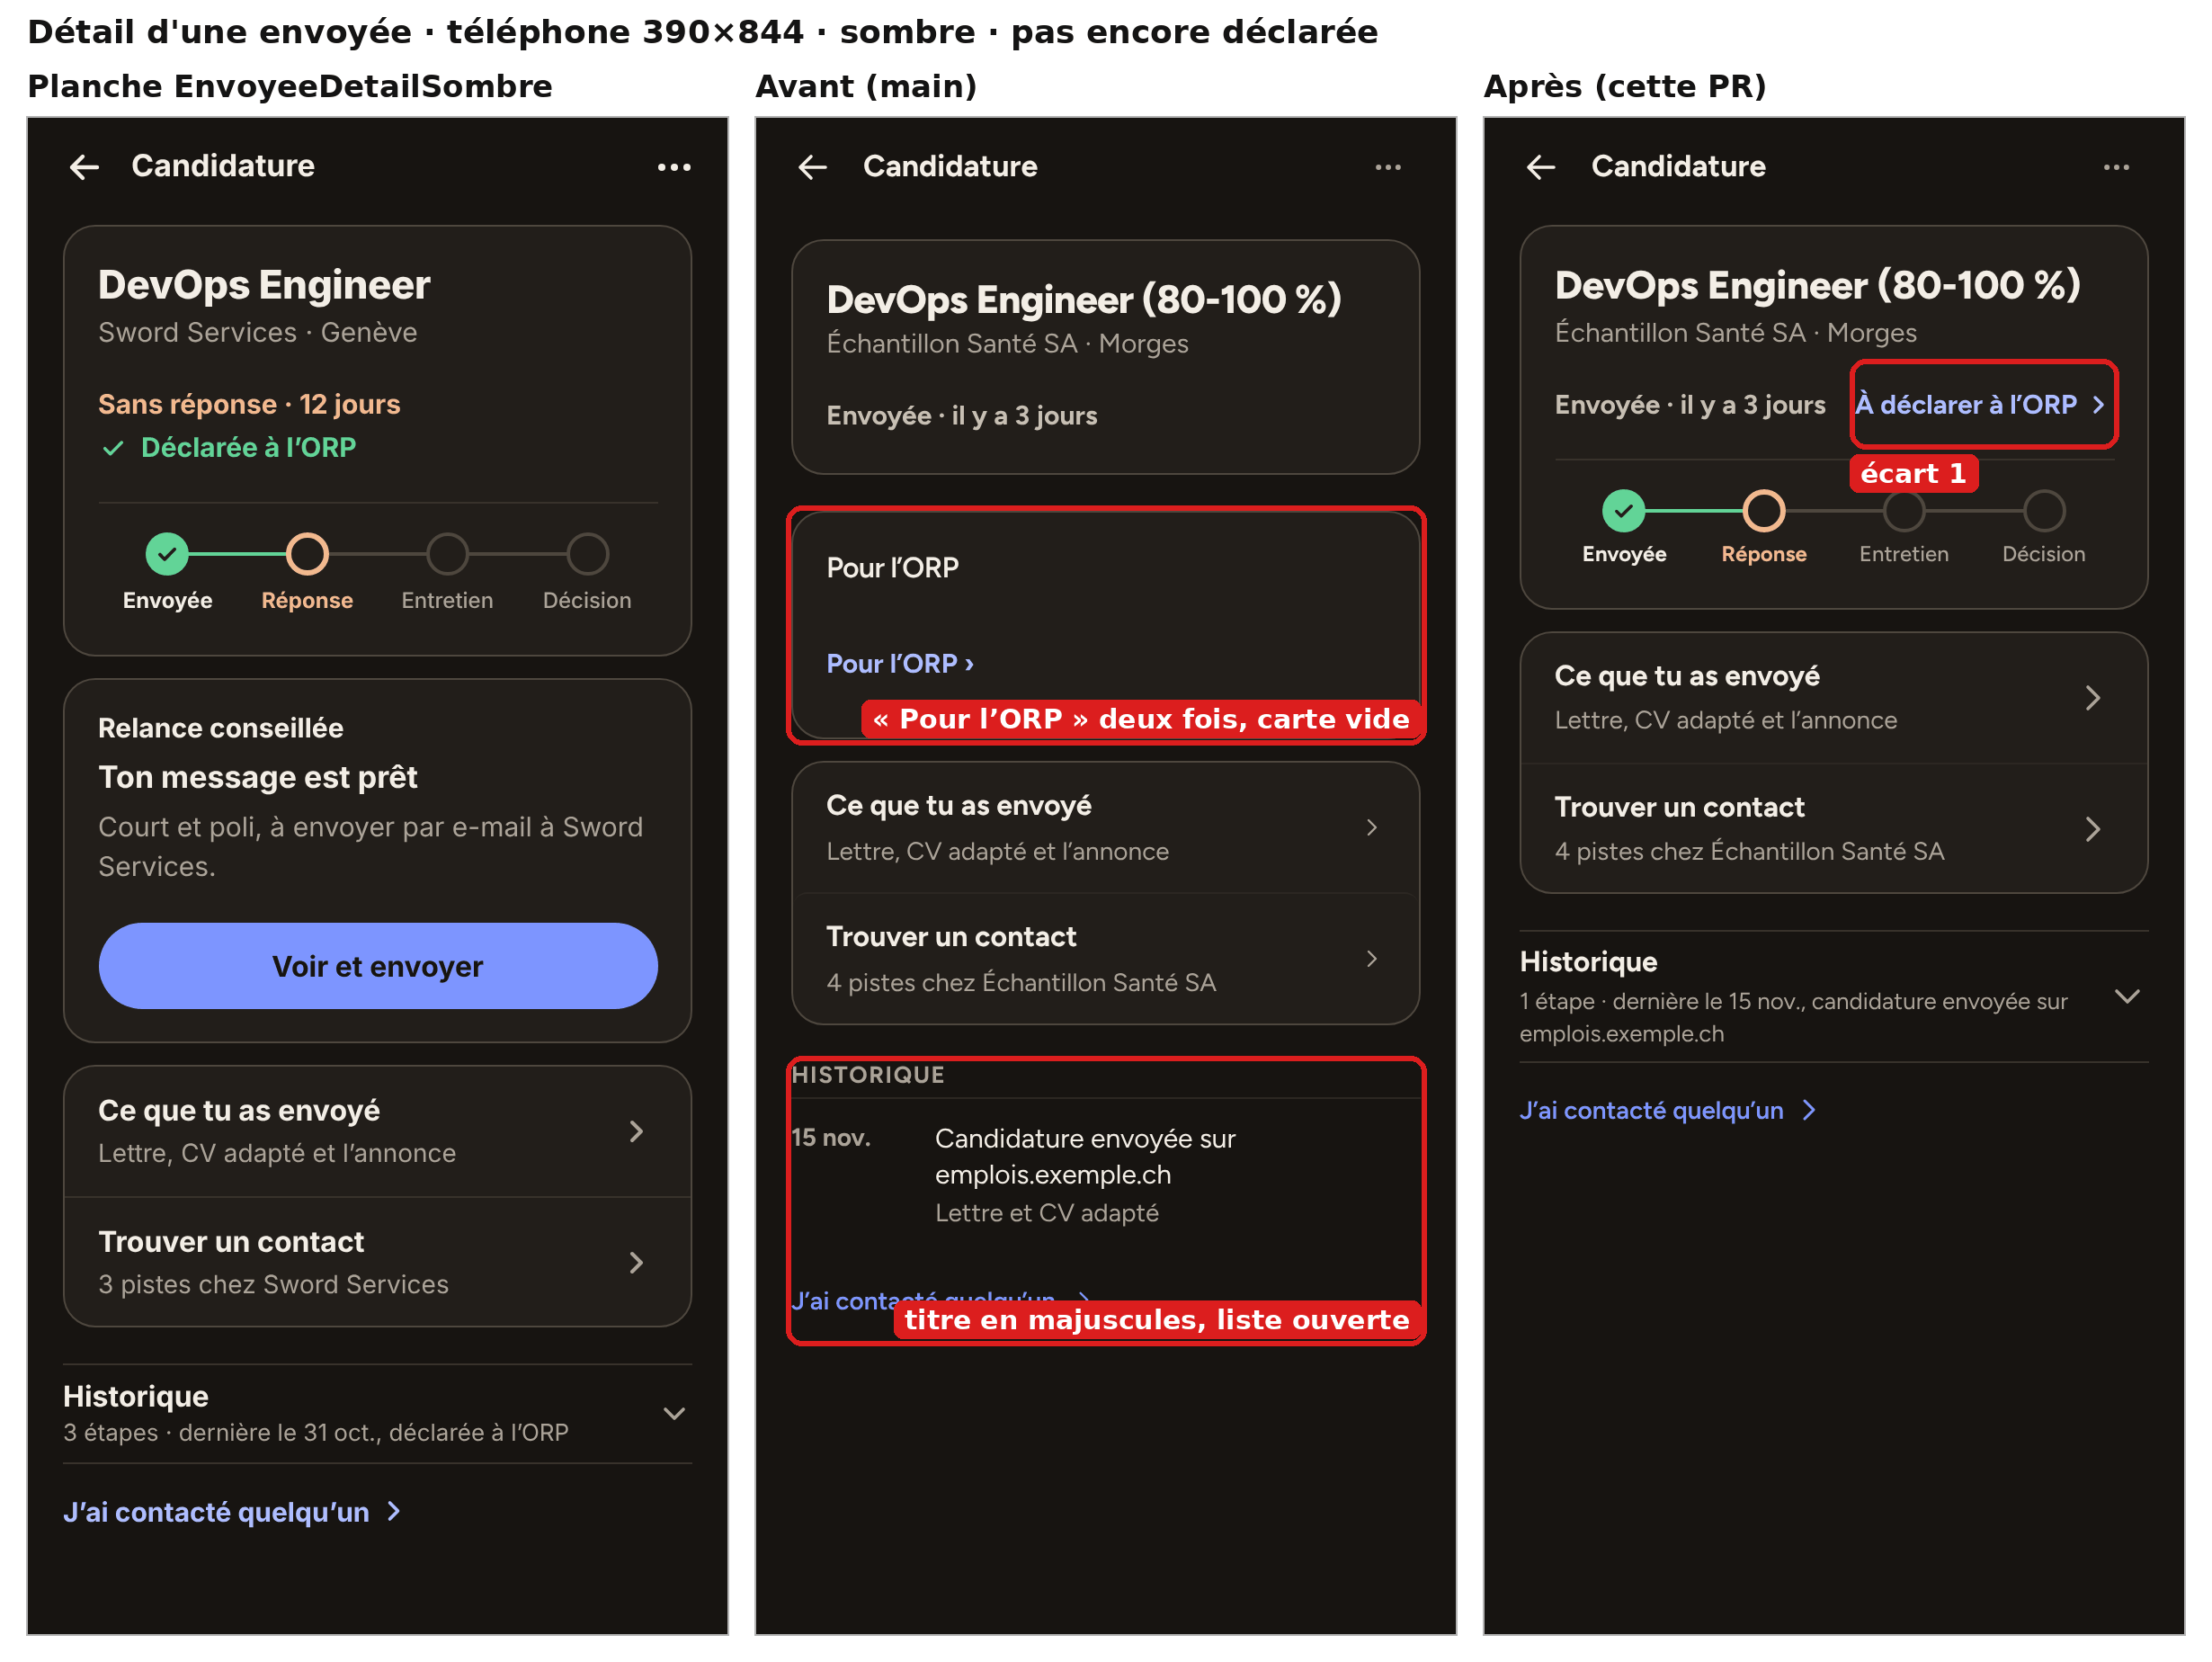 Détail d'une envoyée · téléphone 390×844 · sombre · pas encore déclarée
Planche EnvoyeeDetailSombre
Candidature
DevOps Engineer
Sword Services · Genève
Sans réponse · 12 jours
Déclarée à l’ORP
Envoyée
Réponse
Entretien
Décision
Relance conseillée
Ton message est prêt
Court et poli, à envoyer par e-mail à Sword
Services.
Voir et envoyer
Ce que tu as envoyé
Lettre, CV adapté et l’annonce
Trouver un contact
3 pistes chez Sword Services
Historique
3 étapes · dernière le 31 oct., déclarée à l’ORP
J’ai contacté quelqu’un
Avant (main)
Candidature
DevOps Engineer (80-100 %)
Échantillon Santé SA · Morges
Envoyée · il y a 3 jours
Pour l’ORP
Pour l’ORP ›
« Pour l’ORP » deux fois, carte vide
Ce que tu as envoyé
Lettre, CV adapté et l’annonce
Trouver un contact
4 pistes chez Échantillon Santé SA
HISTORIQUE
15 nov.
Candidature envoyée sur
emplois.exemple.ch
Lettre et CV adapté
J’ai contacté quelqu’un
titre en majuscules, liste ouverte
Après (cette PR)
Candidature
DevOps Engineer (80-100 %)
Échantillon Santé SA · Morges
Envoyée · il y a 3 jours
À déclarer à l’ORP
écart 1
Envoyée
Réponse
Entretien
Décision
Ce que tu as envoyé
Lettre, CV adapté et l’annonce
Trouver un contact
4 pistes chez Échantillon Santé SA
Historique
1 étape · dernière le 15 nov., candidature envoyée sur
emplois.exemple.ch
J’ai contacté quelqu’un